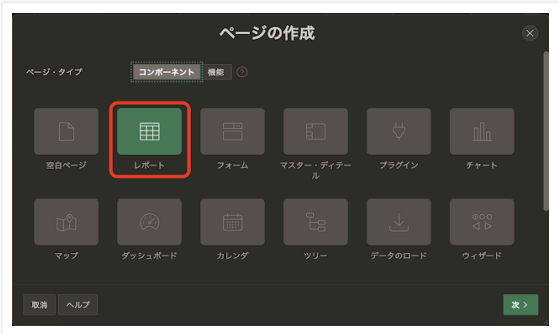 ページの作成
ページ・タイプ
コンポーネント 機能
空白ページ レポート フォーム マスター・ディテール プラグイン チャート
マップ ダッシュボード カレンダ ツリー データのロード ウィザード
取消 ヘルプ 次